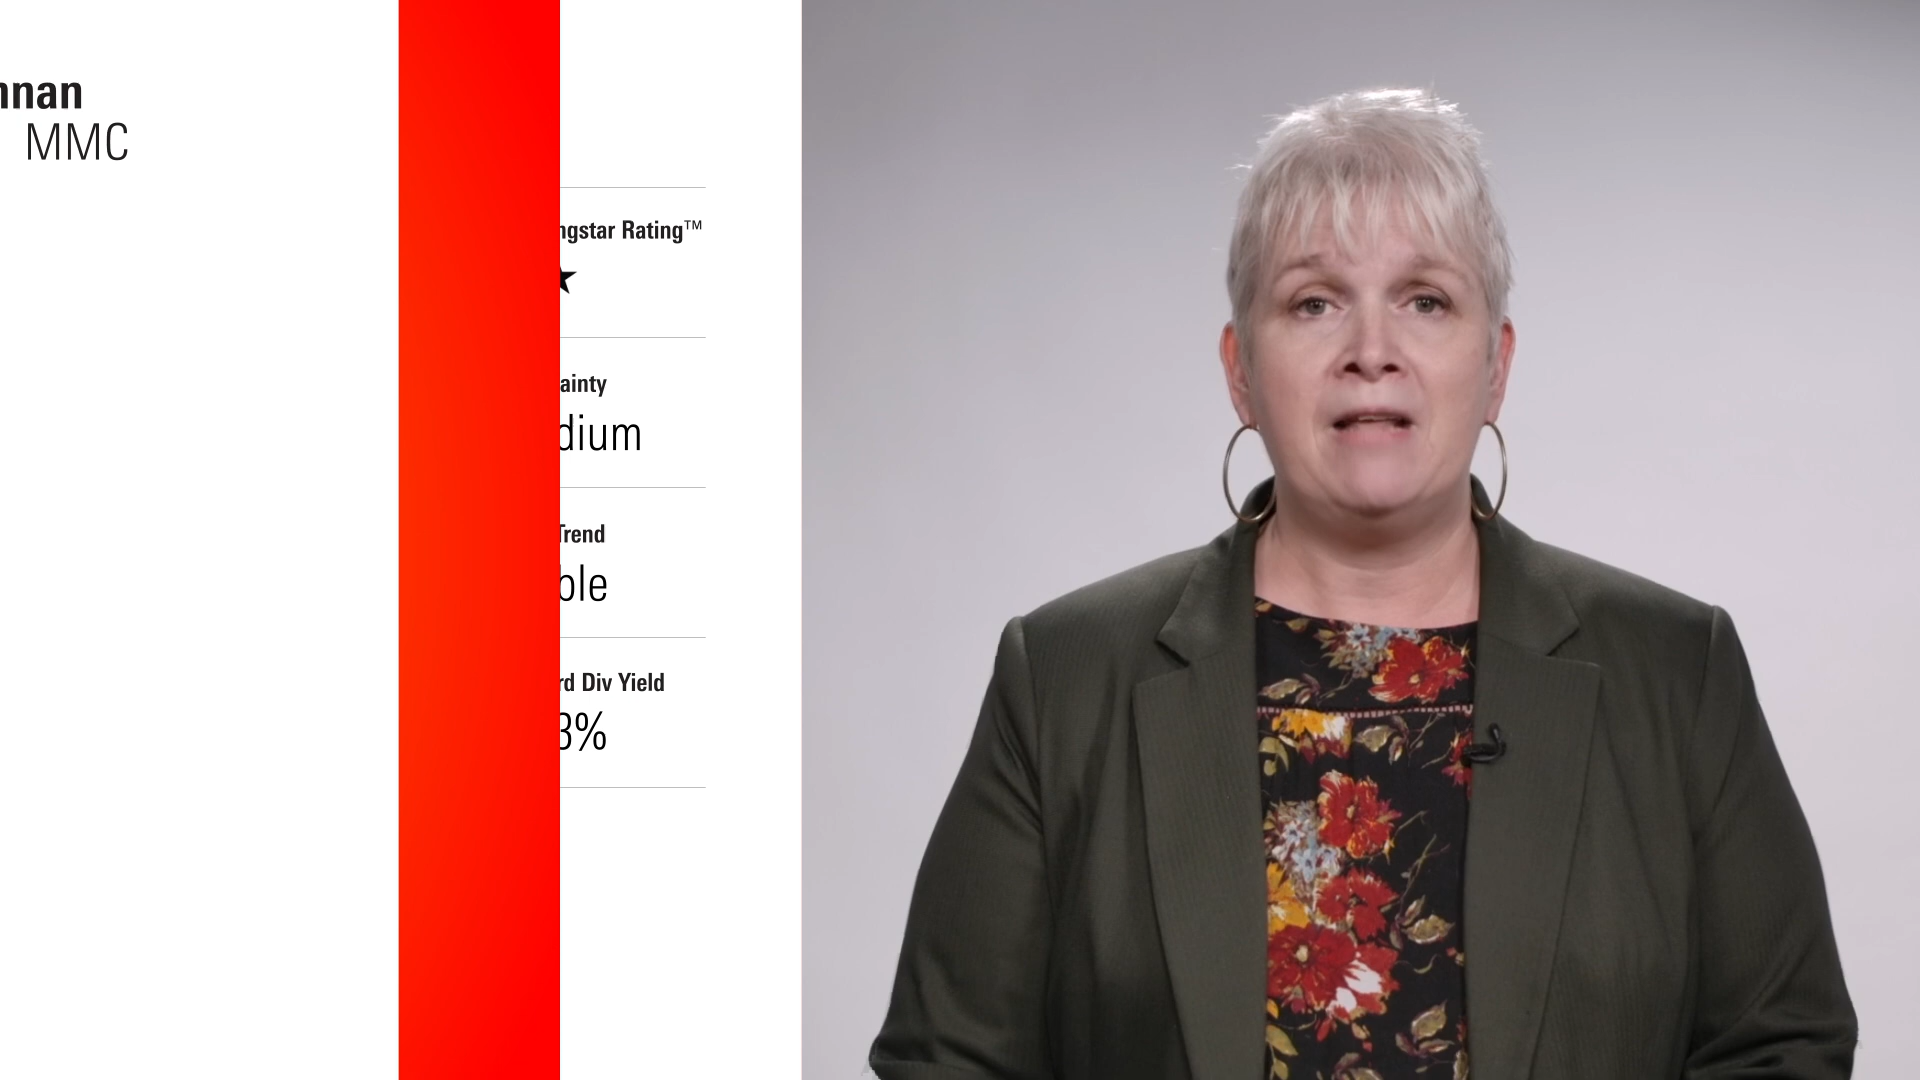 nnan
MMC
ngstar Rating™
★
ainty
dium
Trend
ble
rd Div Yield
3%